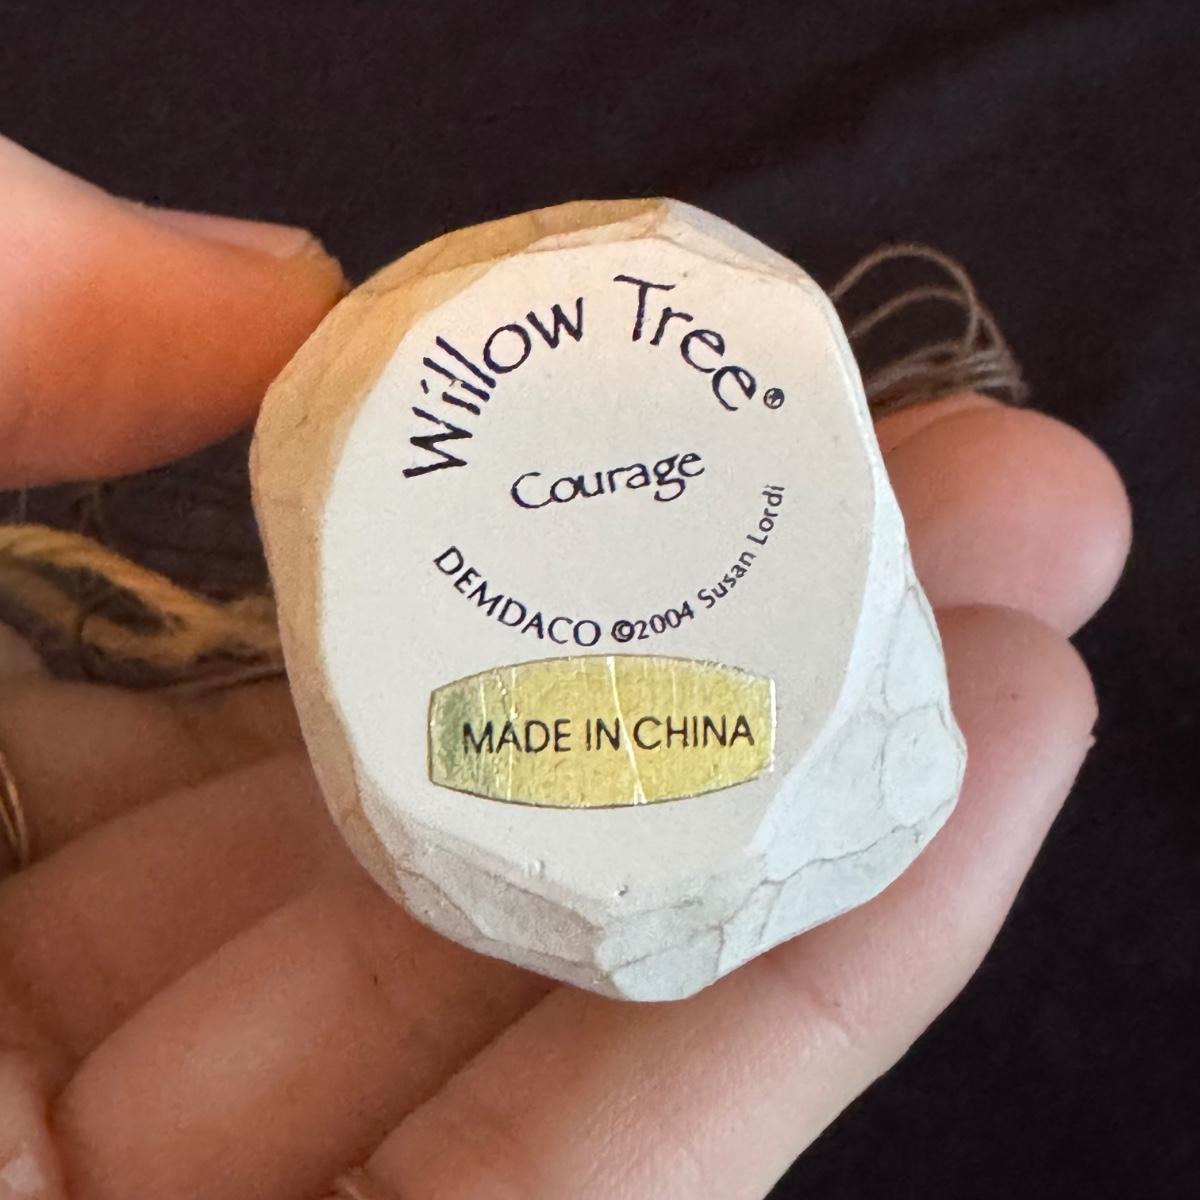 Willow Tree®
Courage
DEMDACO ©2004 Susan Lordi
MADE IN CHINA